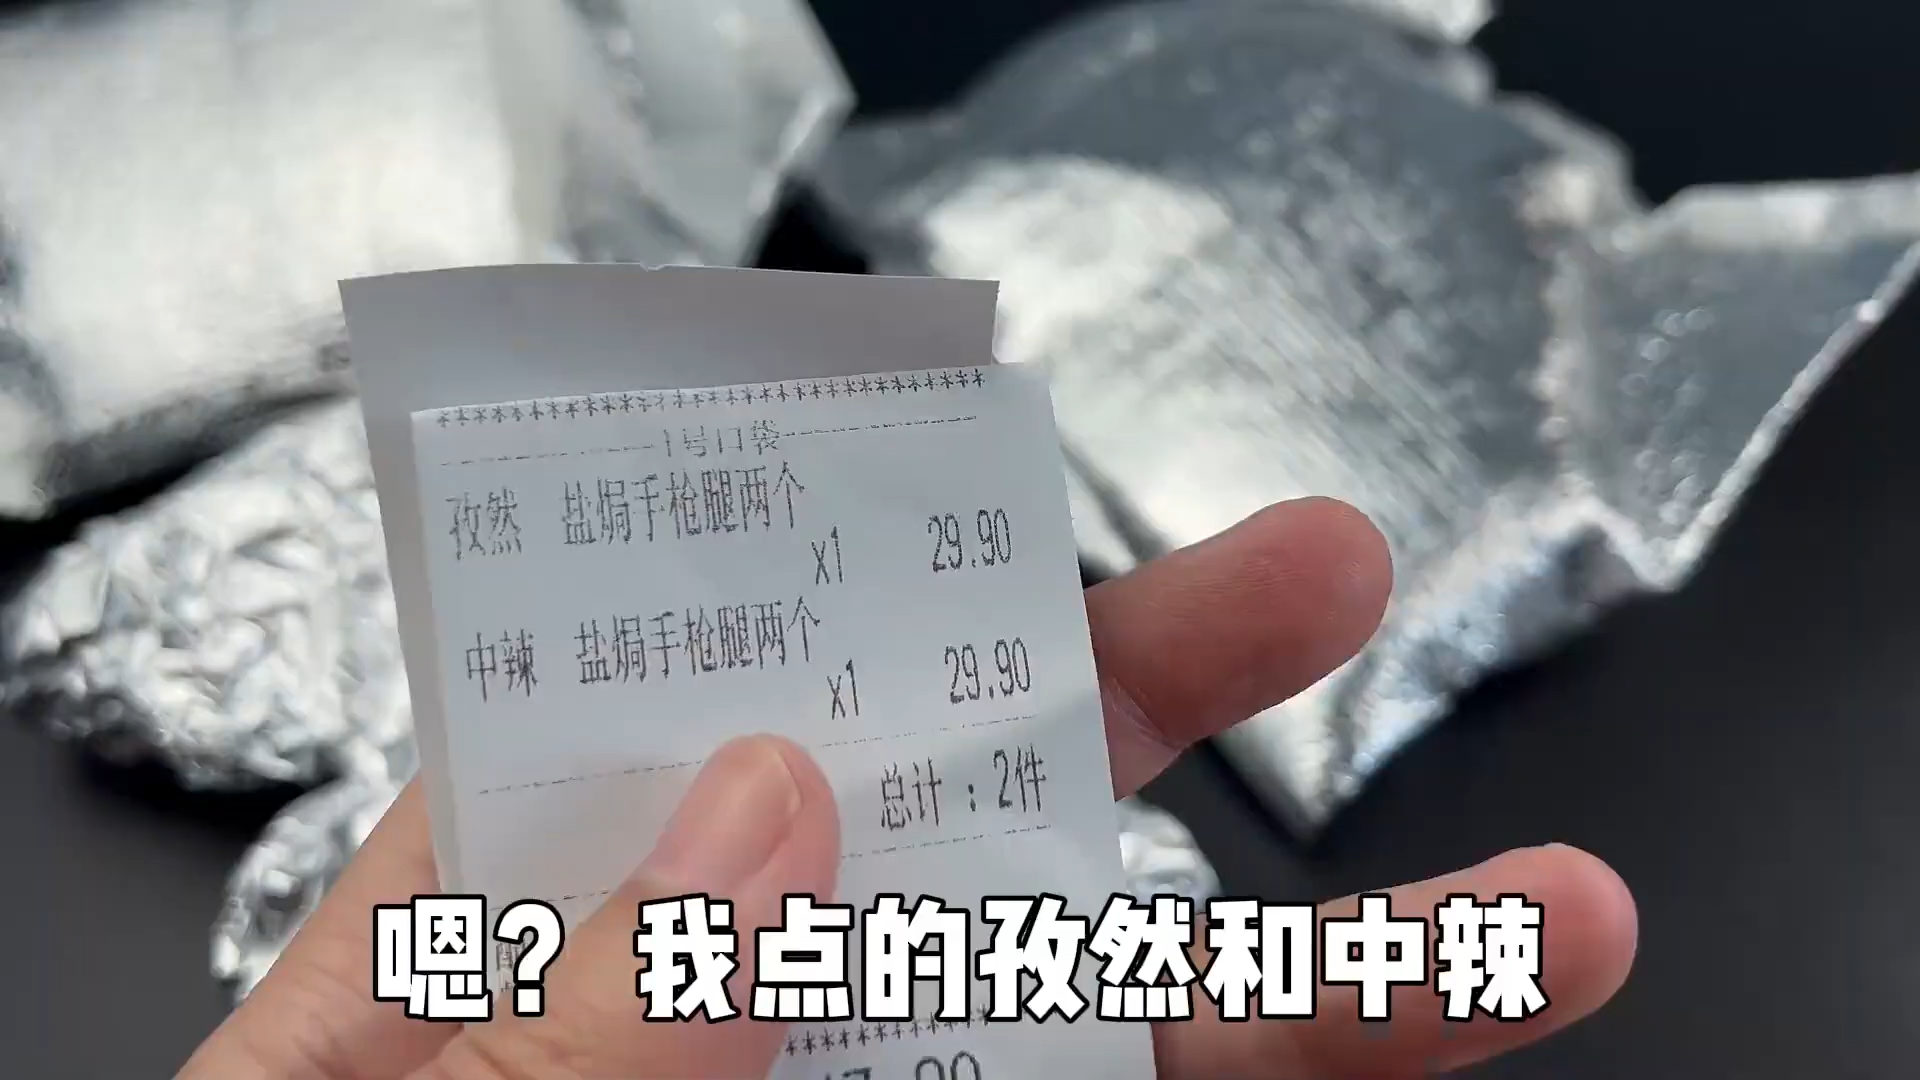 ******************************
1号口袋
孜然 盐焗手枪腿两个
x1 29.90
中辣 盐焗手枪腿两个
x1 29.90
总计：2件
嗯？我点的孜然和中辣